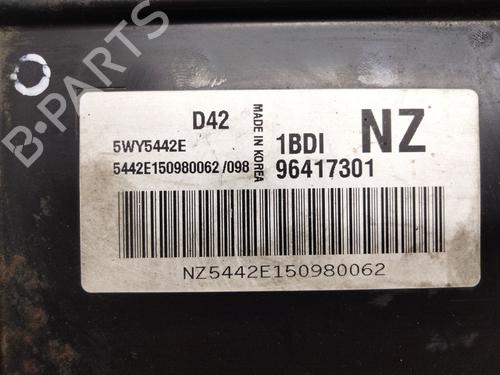 D42
MADE IN KOREA
1BDI
NZ
5WY5442E
5442E150980062 /098
96417301
NZ5442E150980062
B-PARTS